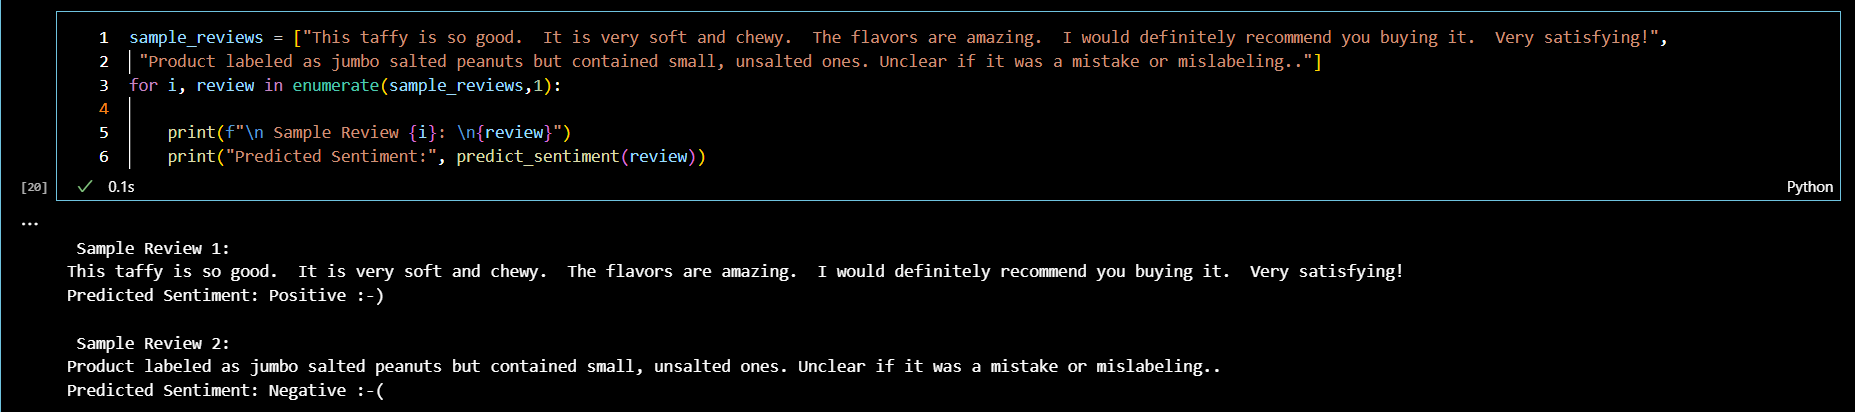 1 sample_reviews = ["This taffy is so good.  It is very soft and chewy.  The flavors are amazing.  I would definitely recommend you buying it.  Very satisfying!",
2 "Product labeled as jumbo salted peanuts but contained small, unsalted ones. Unclear if it was a mistake or mislabeling.."]
3 for i, review in enumerate(sample_reviews,1):
4
5     print(f"\n Sample Review {i}: \n{review}")
6     print("Predicted Sentiment:", predict_sentiment(review))
[20] ✓ 0.1s Python
...
Sample Review 1:
This taffy is so good.  It is very soft and chewy.  The flavors are amazing.  I would definitely recommend you buying it.  Very satisfying!
Predicted Sentiment: Positive :-)
Sample Review 2:
Product labeled as jumbo salted peanuts but contained small, unsalted ones. Unclear if it was a mistake or mislabeling..
Predicted Sentiment: Negative :-(